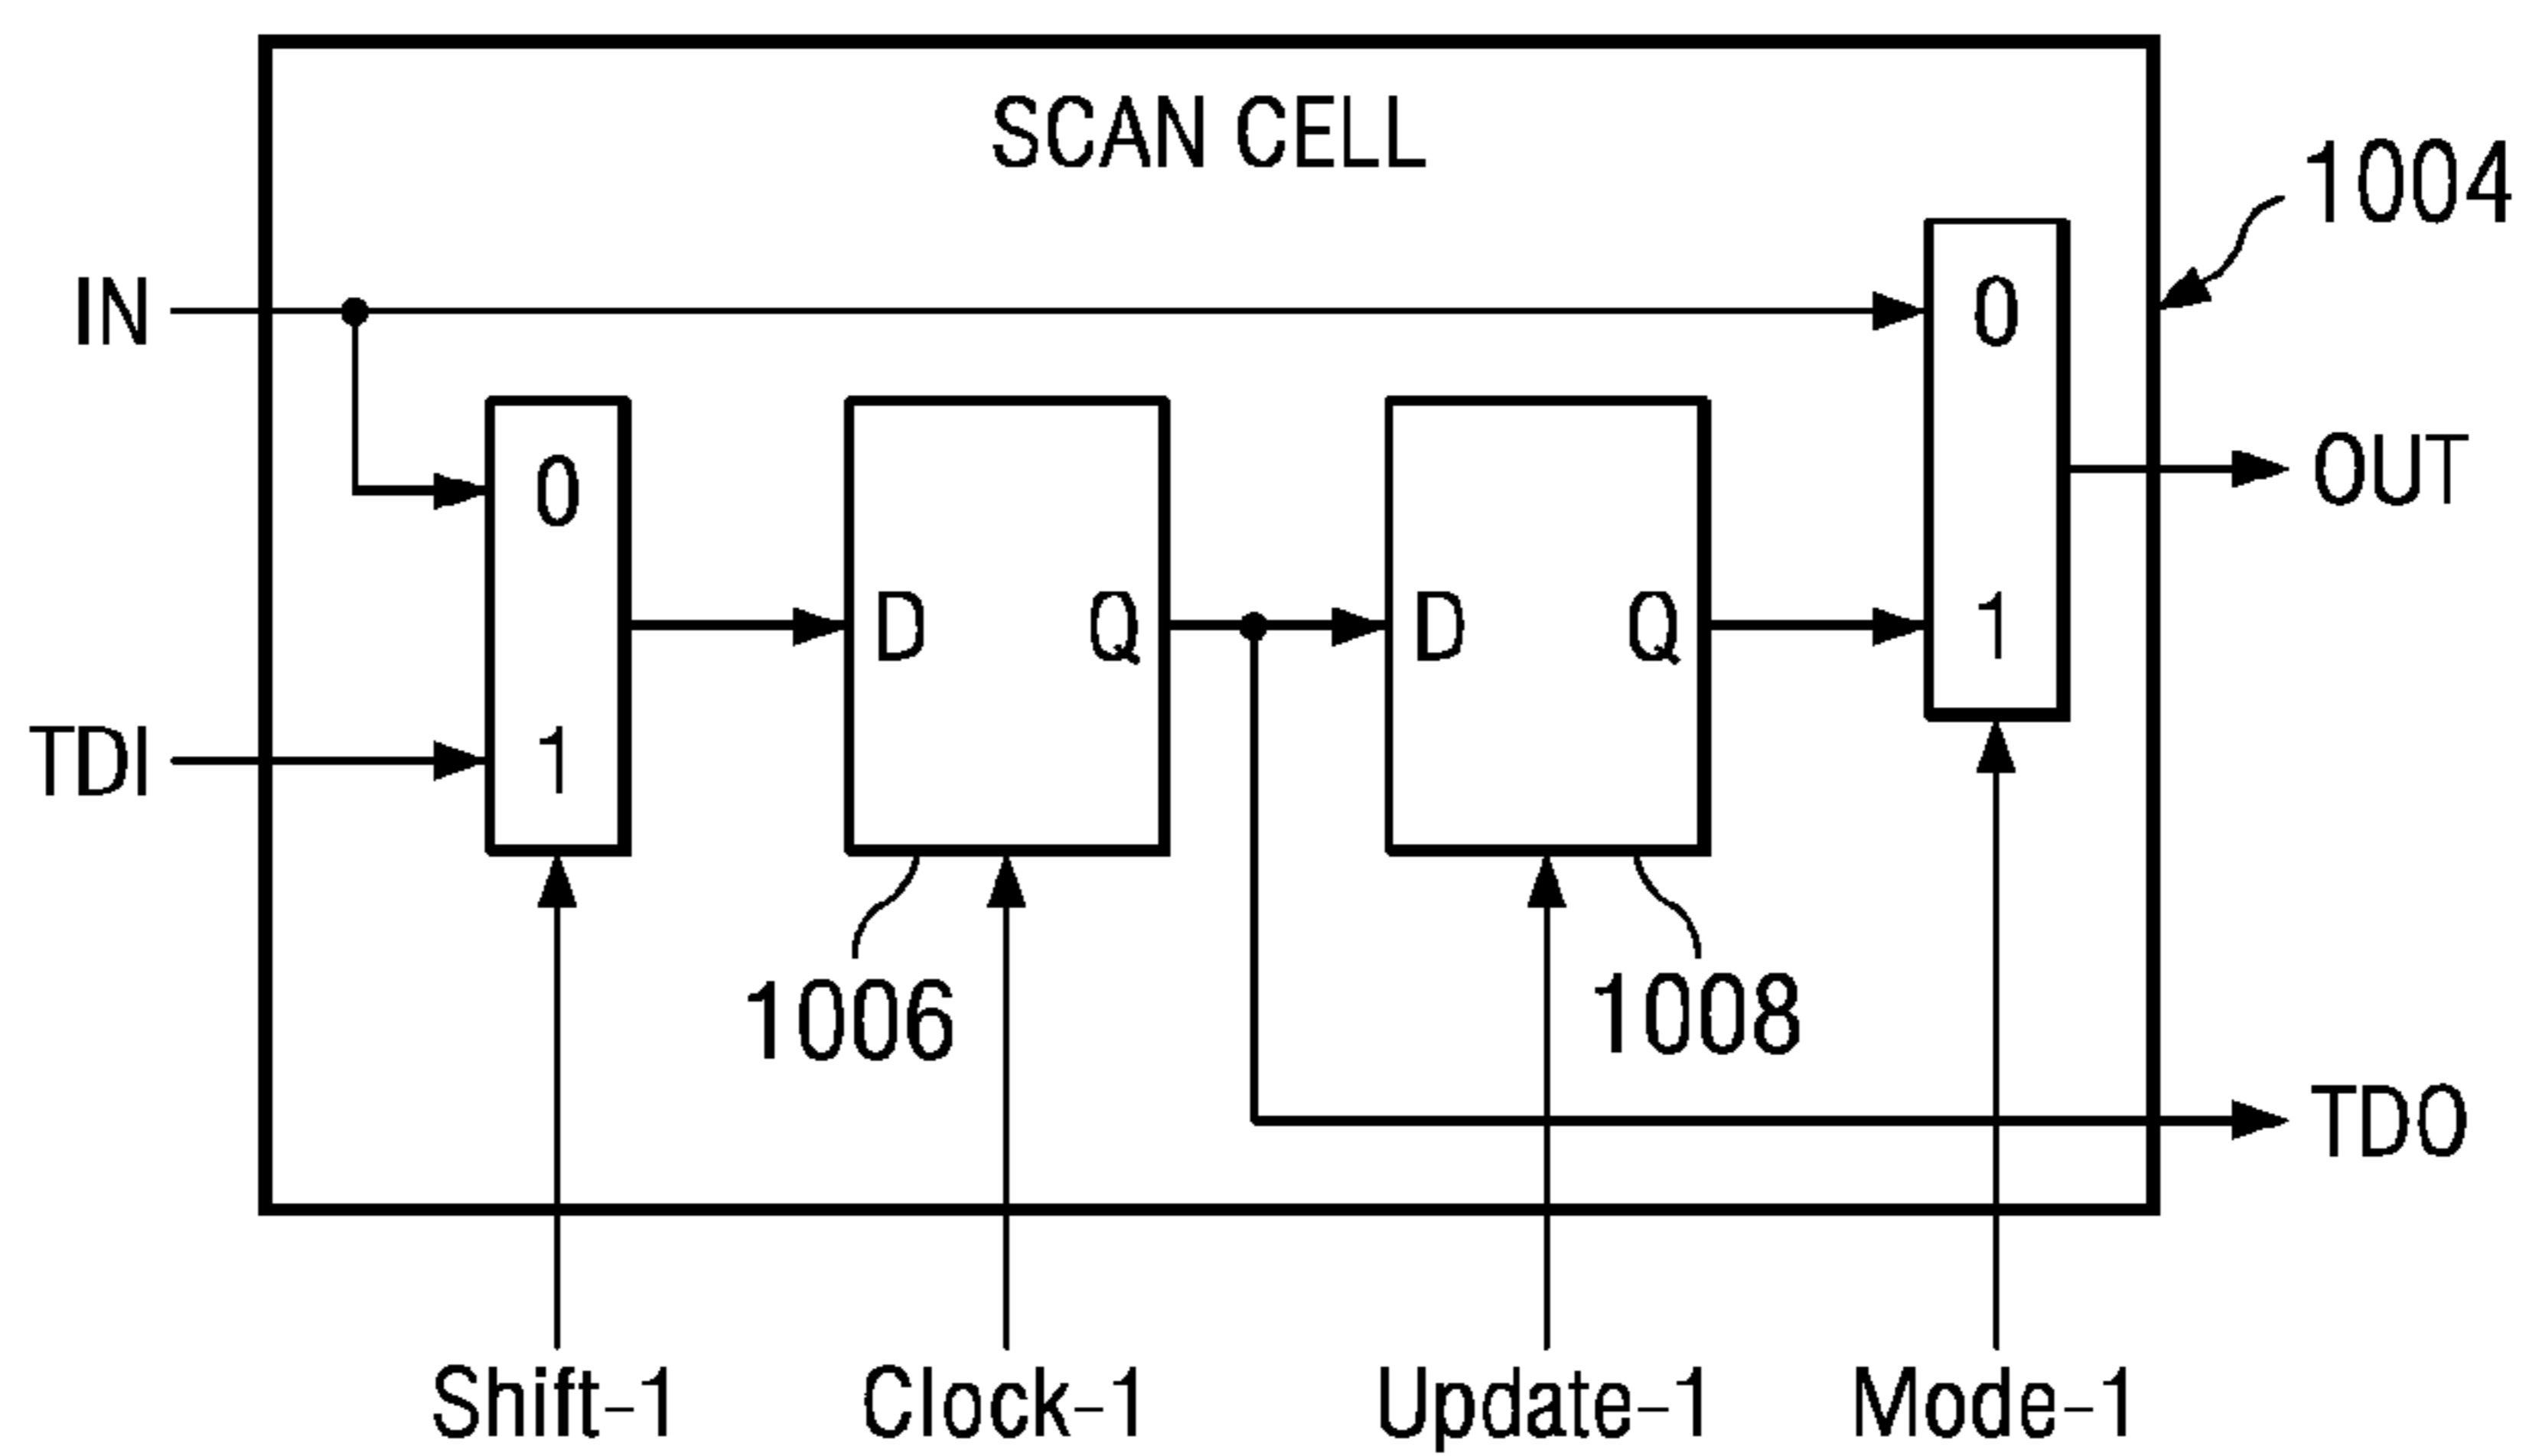 SCAN CELL
1004
IN
0
0
OUT
D
Q
D
Q
1
TDI
1
1006
1008
TDO
Shift-1
Clock-1
Update-1
Mode-1